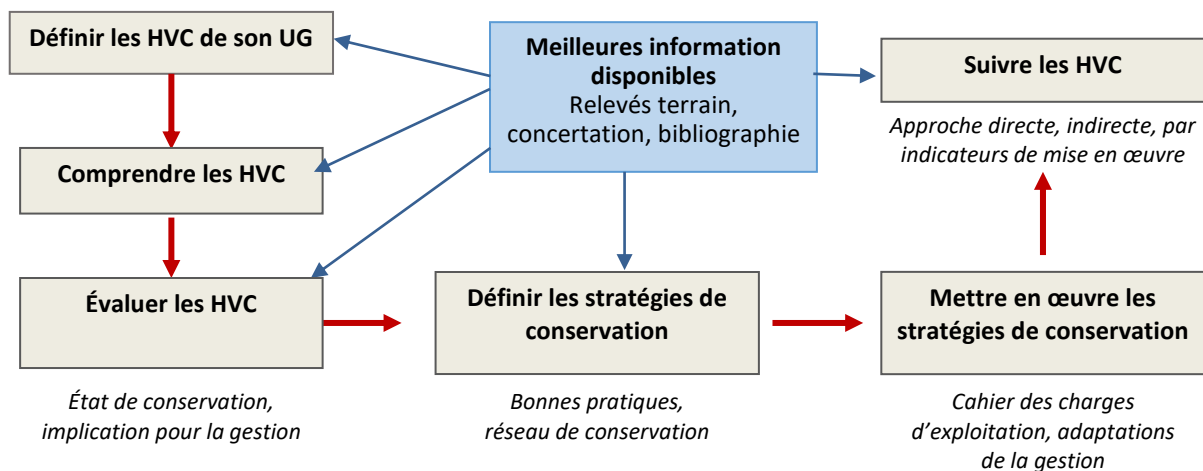 Définir les HVC de son UG
Meilleures information
disponibles
Relevés terrain,
concertation, bibliographie
Suivre les HVC
Approche directe, indirecte, par
indicateurs de mise en œuvre
Comprendre les HVC
Évaluer les HVC
Définir les stratégies de
conservation
Mettre en œuvre les
stratégies de conservation
État de conservation,
implication pour la gestion
Bonnes pratiques,
réseau de conservation
Cahier des charges
d'exploitation, adaptations
de la gestion